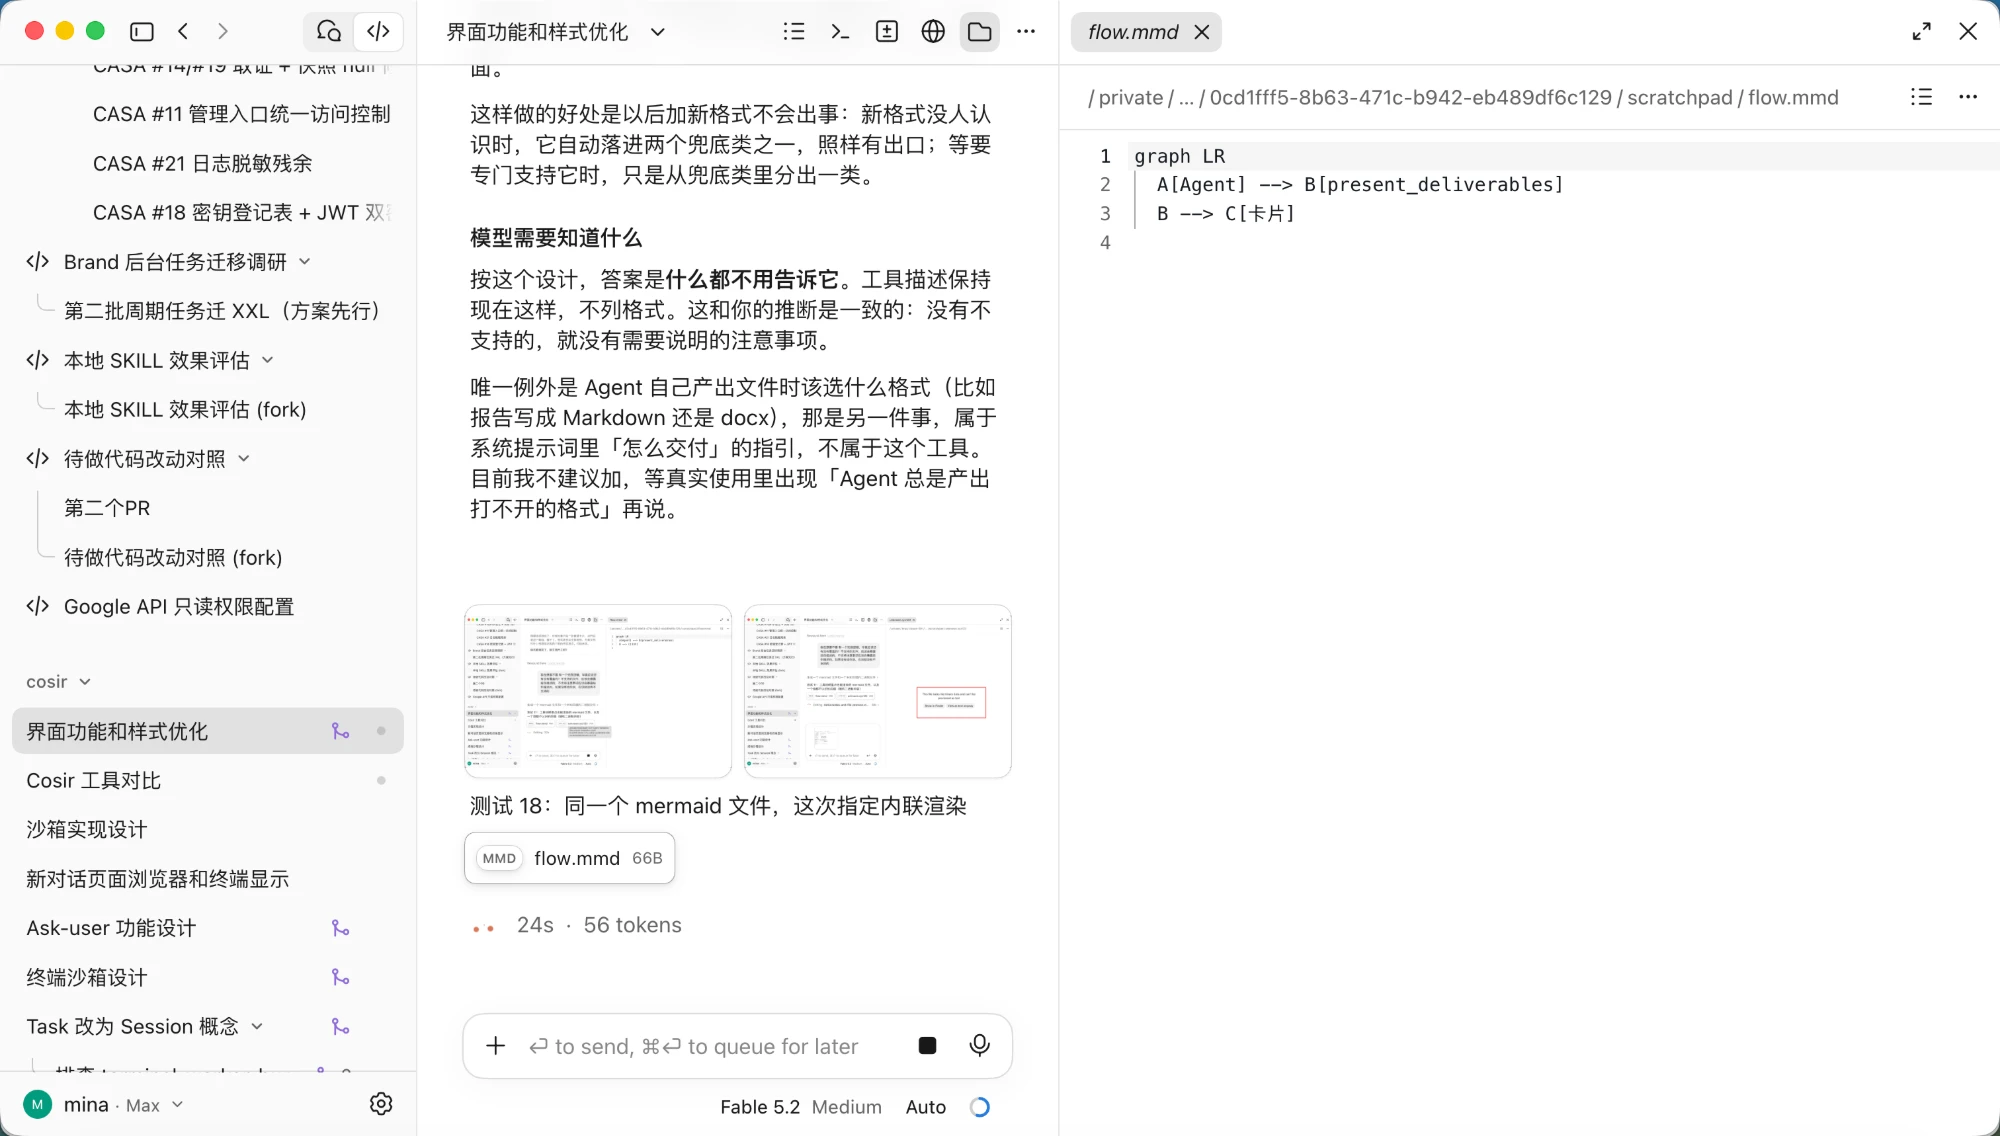 CASA #11 管理入口统一访问控制
CASA #21 日志脱敏残余
CASA #18 密钥登记表 + JWT 双
Brand 后台任务迁移调研
第二批周期任务迁 XXL（方案先行）
本地 SKILL 效果评估
本地 SKILL 效果评估 (fork)
待做代码改动对照
第二个PR
待做代码改动对照 (fork)
Google API 只读权限配置
cosir
界面功能和样式优化
Cosir 工具对比
沙箱实现设计
新对话页面浏览器和终端显示
Ask-user 功能设计
终端沙箱设计
Task 改为 Session 概念
M mina · Max
界面功能和样式优化
面。
这样做的好处是以后加新格式不会出事：新格式没人认
识时，它自动落进两个兜底类之一，照样有出口；等要
专门支持它时，只是从兜底类里分出一类。
模型需要知道什么
按这个设计，答案是什么都不用告诉它。工具描述保持
现在这样，不列格式。这和你的推断是一致的：没有不
支持的，就没有需要说明的注意事项。
唯一例外是 Agent 自己产出文件时该选什么格式（比如
报告写成 Markdown 还是 docx），那是另一件事，属于
系统提示词里「怎么交付」的指引，不属于这个工具。
目前我不建议加，等真实使用里出现「Agent 总是产出
打不开的格式」再说。
测试 18：同一个 mermaid 文件，这次指定内联渲染
MMD flow.mmd 66B
24s · 56 tokens
⏎ to send, ⌘⏎ to queue for later
Fable 5.2 Medium Auto
flow.mmd
/ private / ... / 0cd1fff5-8b63-471c-b942-eb489df6c129 / scratchpad / flow.mmd
1 graph LR
2 A[Agent] --> B[present_deliverables]
3 B --> C[卡片]
4